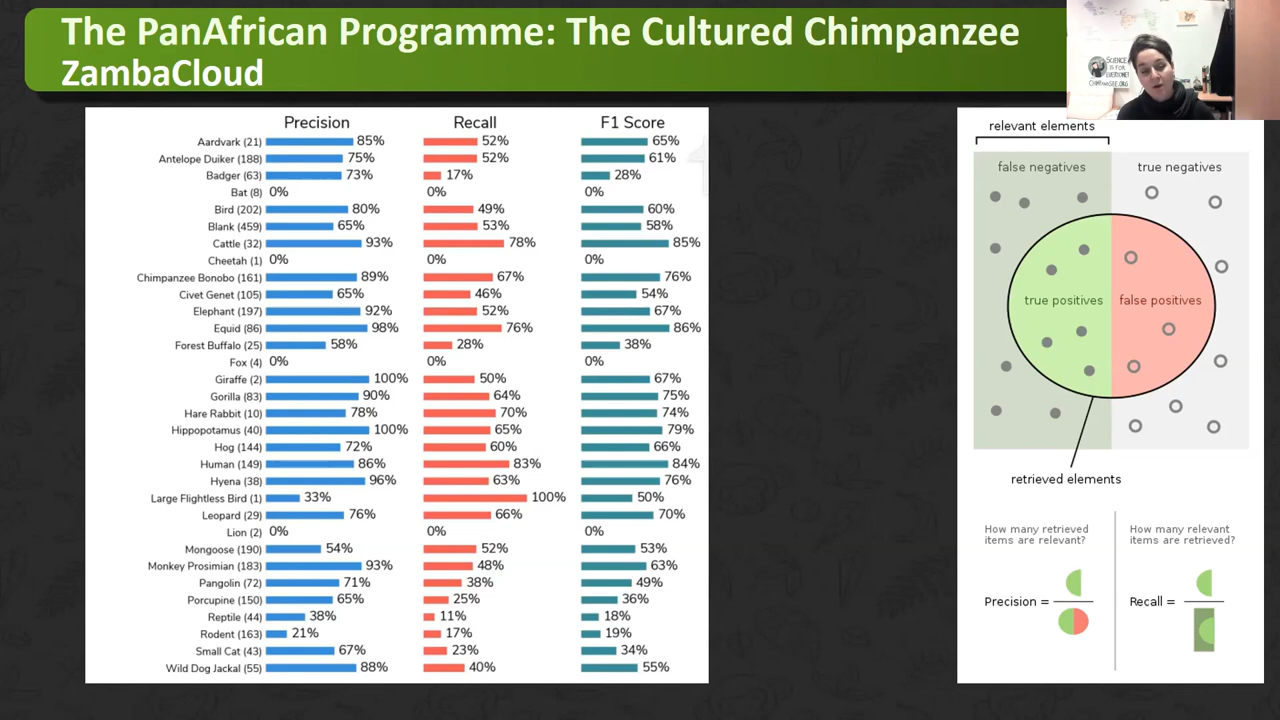 The PanAfrican Programme: The Cultured Chimpanzee
ZambaCloud
SCIENCE
IS FOR
EVERYONE!
CHIMPANDSEE.ORG
Precision Recall F1 Score
Aardvark (21) 85% 52% 65%
Antelope Duiker (188) 75% 52% 61%
Badger (63) 73% 17% 28%
Bat (8) 0% 0% 0%
Bird (202) 80% 49% 60%
Blank (459) 65% 53% 58%
Cattle (32) 93% 78% 85%
Cheetah (1) 0% 0% 0%
Chimpanzee Bonobo (161) 89% 67% 76%
Civet Genet (105) 65% 46% 54%
Elephant (197) 92% 52% 67%
Equid (86) 98% 76% 86%
Forest Buffalo (25) 58% 28% 38%
Fox (4) 0% 0% 0%
Giraffe (2) 100% 50% 67%
Gorilla (83) 90% 64% 75%
Hare Rabbit (10) 78% 70% 74%
Hippopotamus (40) 100% 65% 79%
Hog (144) 72% 60% 66%
Human (149) 86% 83% 84%
Hyena (38) 96% 63% 76%
Large Flightless Bird (1) 33% 100% 50%
Leopard (29) 76% 66% 70%
Lion (2) 0% 0% 0%
Mongoose (190) 54% 52% 53%
Monkey Prosimian (183) 93% 48% 63%
Pangolin (72) 71% 38% 49%
Porcupine (150) 65% 25% 36%
Reptile (44) 38% 11% 18%
Rodent (163) 21% 17% 19%
Small Cat (43) 67% 23% 34%
Wild Dog Jackal (55) 88% 40% 55%
relevant elements
false negatives true negatives
true positives false positives
retrieved elements
How many retrieved
items are relevant?
How many relevant
items are retrieved?
Precision =
Recall =